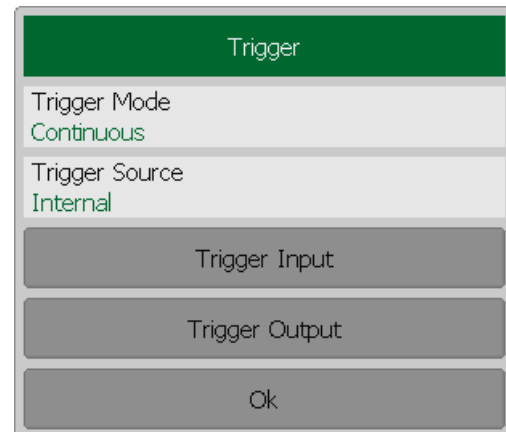 Trigger
Trigger Mode
Continuous
Trigger Source
Internal
Trigger Input
Trigger Output
Ok